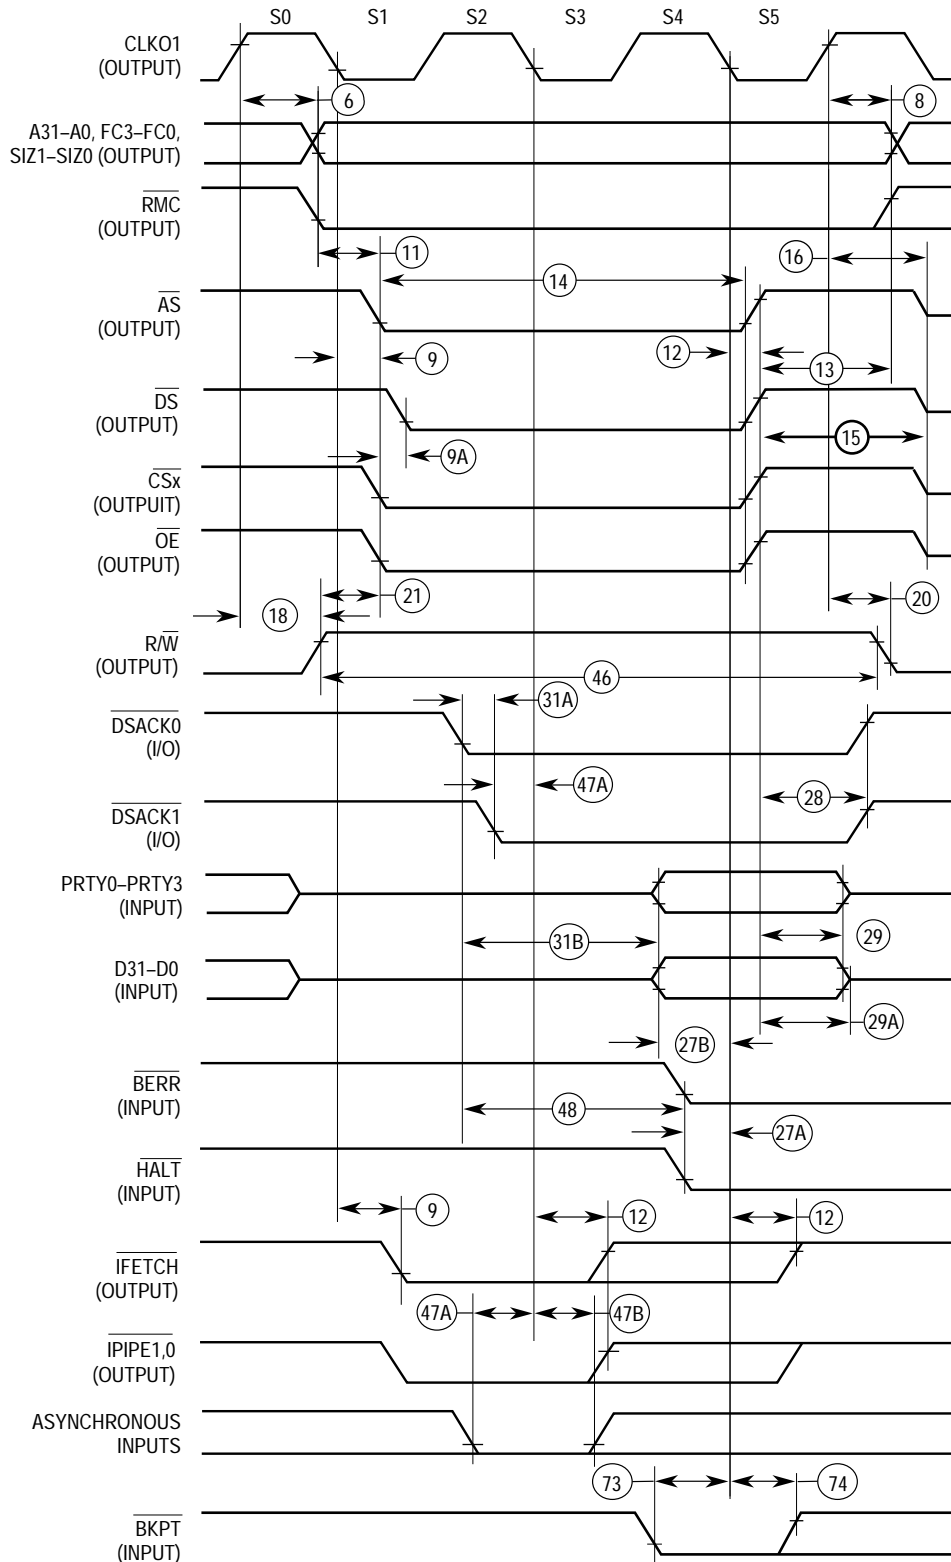 S0 S1 S2 S3 S4 S5
CLKO1
(OUTPUT)
6 8
A31–A0, FC3–FC0,
SIZ1–SIZ0 (OUTPUT)
RMC
(OUTPUT)
11 16
14
AS
(OUTPUT)
9 12 13
DS
(OUTPUT)
9A 15
CSx
(OUTPUIT)
OE
(OUTPUT)
21 20
18
R/W
(OUTPUT)
46
31A
DSACK0
(I/O)
47A 28
DSACK1
(I/O)
PRTY0–PRTY3
(INPUT)
31B 29
D31–D0
(INPUT)
29A
27B
BERR
(INPUT)
48
27A
HALT
(INPUT)
9 12 12
IFETCH
(OUTPUT)
47A 47B
IPIPE1,0
(OUTPUT)
ASYNCHRONOUS
INPUTS
73 74
BKPT
(INPUT)